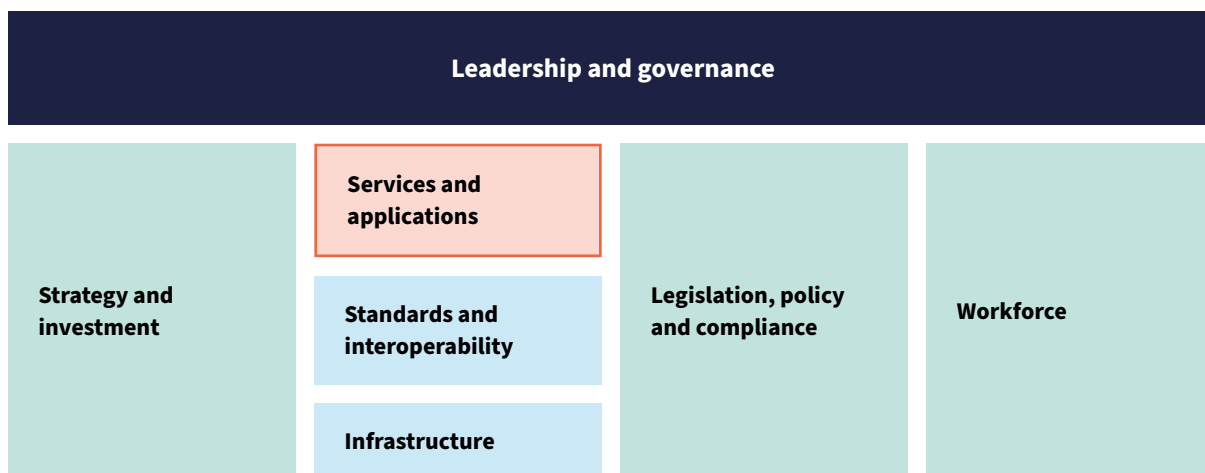 Leadership and governance
Strategy and
investment
Services and
applications
Standards and
interoperability
Infrastructure
Legislation, policy
and compliance
Workforce